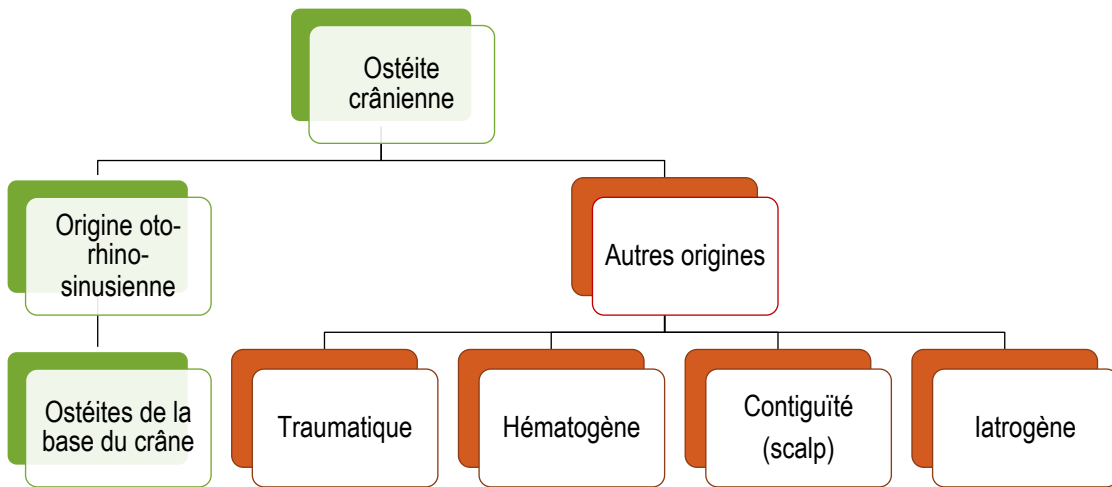 Ostéite
crânienne
Origine oto-
rhino-
sinusienne
Autres origines
Ostéites de la
base du crâne
Traumatique
Hématogène
Contiguïté
(scalp)
Iatrogène